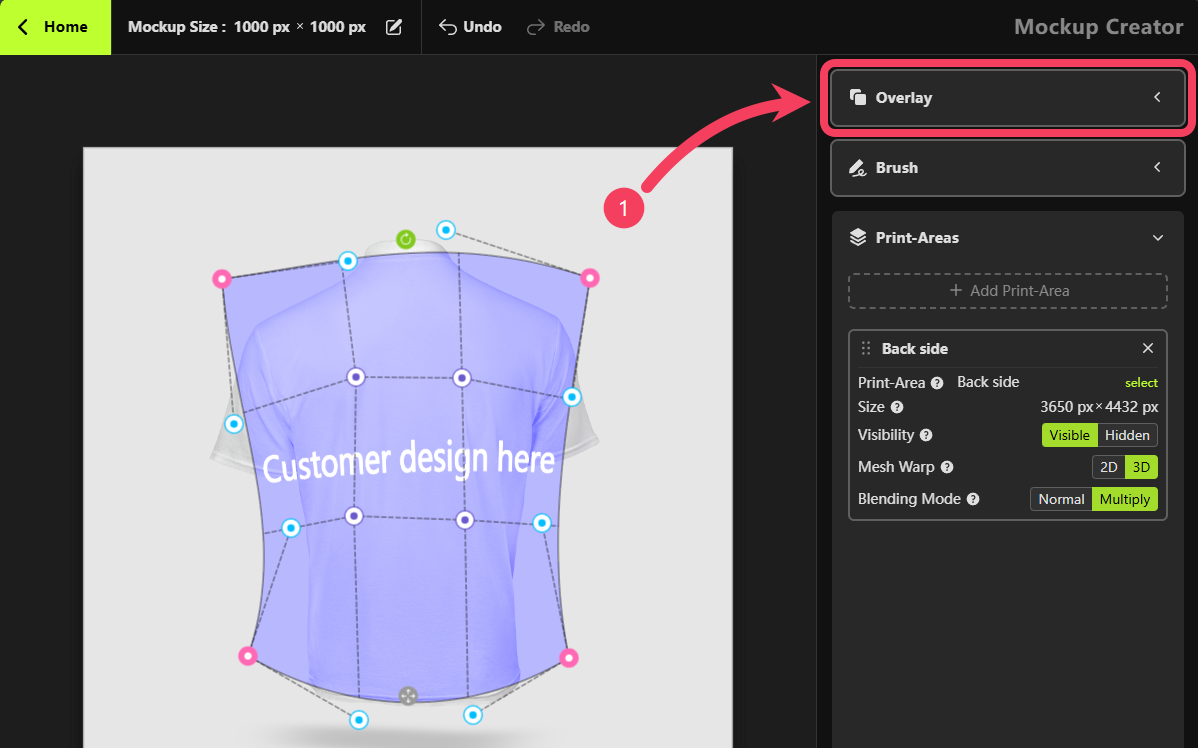 Home
Mockup Size : 1000 px × 1000 px
Undo
Redo
Mockup Creator
Overlay
1
Brush
Print-Areas
+ Add Print-Area
Back side
Print-Area ? Back side select
Size ? 3650 px×4432 px
Visibility ? Visible Hidden
Mesh Warp ? 2D 3D
Blending Mode ? Normal Multiply
Customer design here